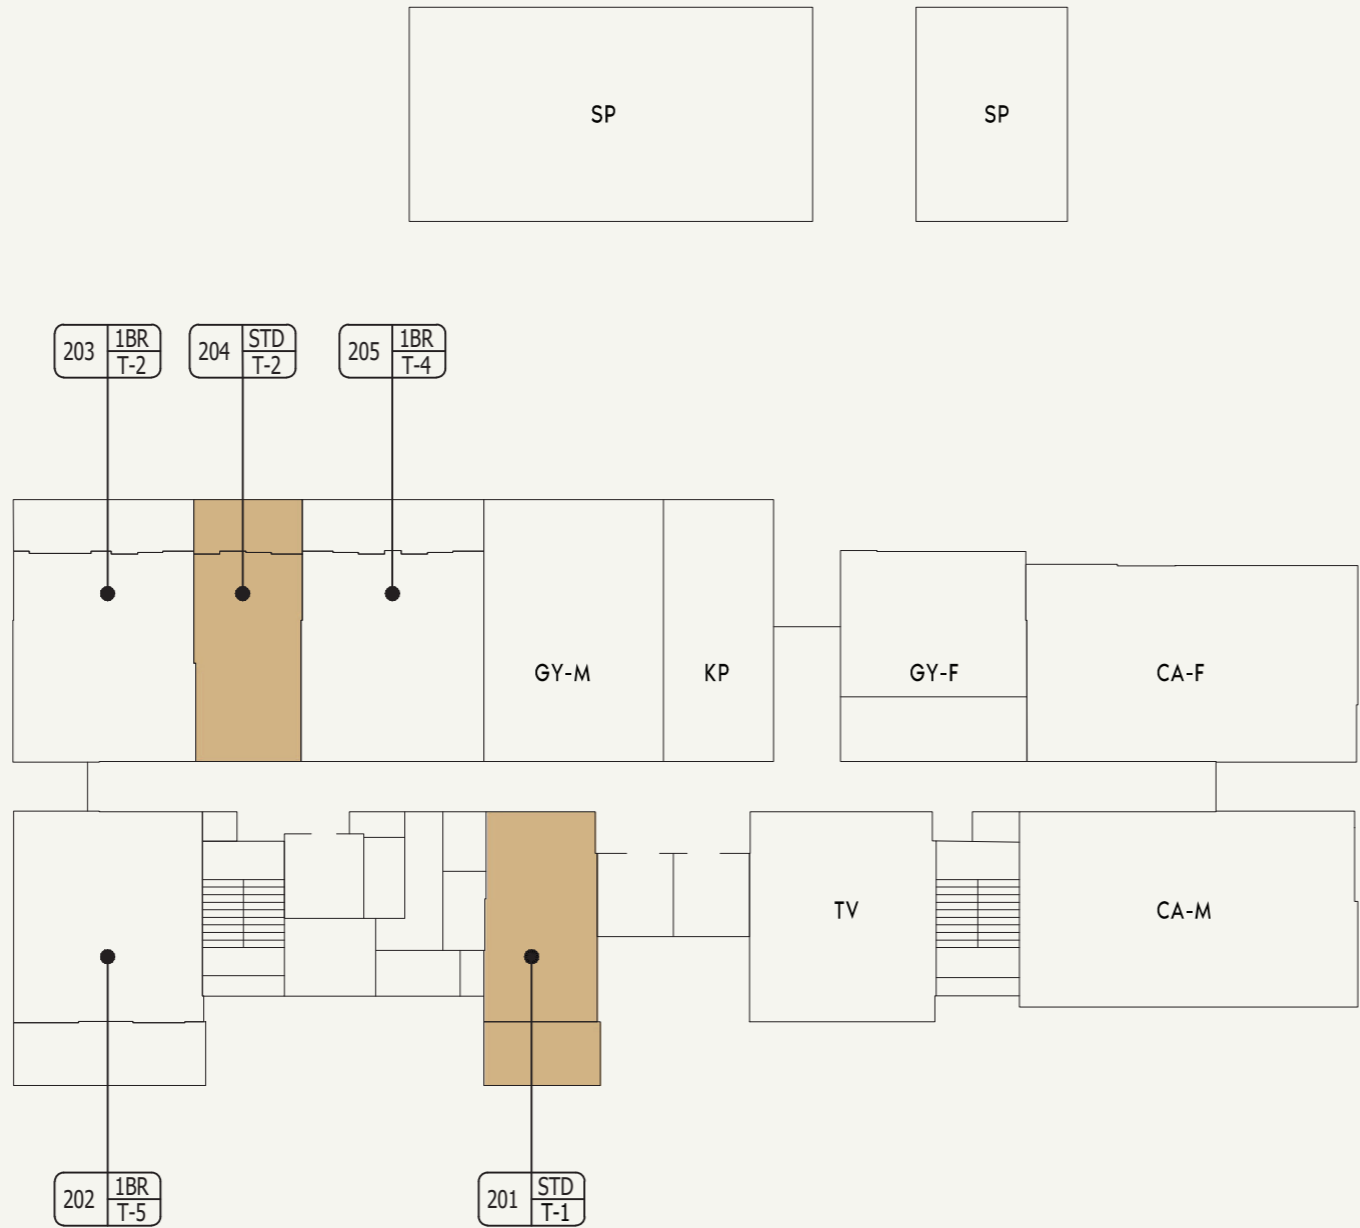 SP
SP
203 1BR T-2
204 STD T-2
205 1BR T-4
GY-M
KP
GY-F
CA-F
TV
CA-M
202 1BR T-5
201 STD T-1